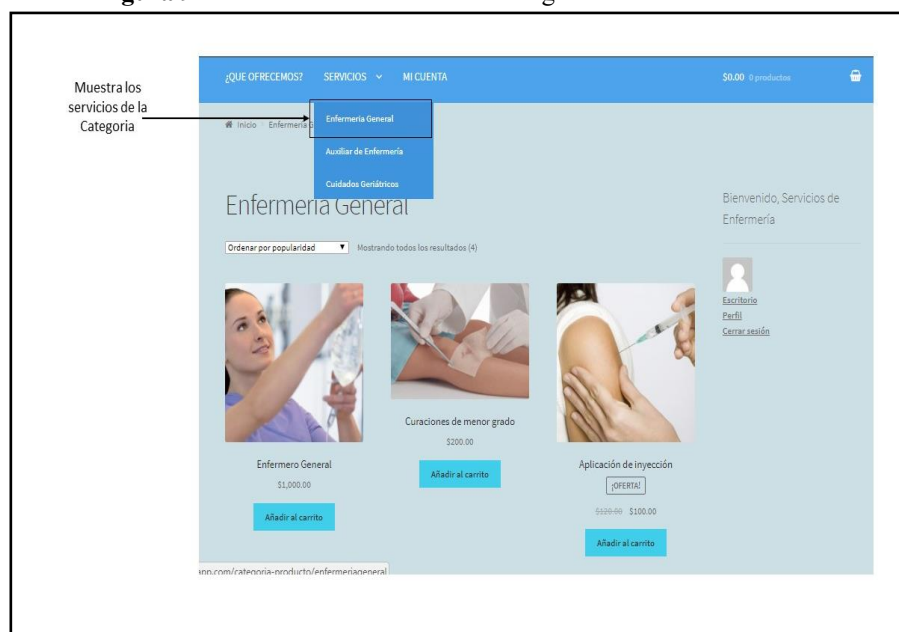 ¿QUE OFRECEMOS? SERVICIOS MI CUENTA $0.00 0 productos
Muestra los
servicios de la
Categoria
Inicio Enfermeria G
Enfermeria General
Auxiliar de Enfermería
Cuidados Geriátricos
Enfermería General
Bienvenido, Servicios de
Enfermería
Ordenar por popularidad Mostrando todos los resultados (4)
Escritorio
Perfil
Cerrar sesión
Enfermero General
$1,000.00
Añadir al carrito
Curaciones de menor grado
$200.00
Añadir al carrito
Aplicación de inyección
¡OFERTA!
$120.00 $100.00
Añadir al carrito
app.com/categoria-producto/enfermeriageneral